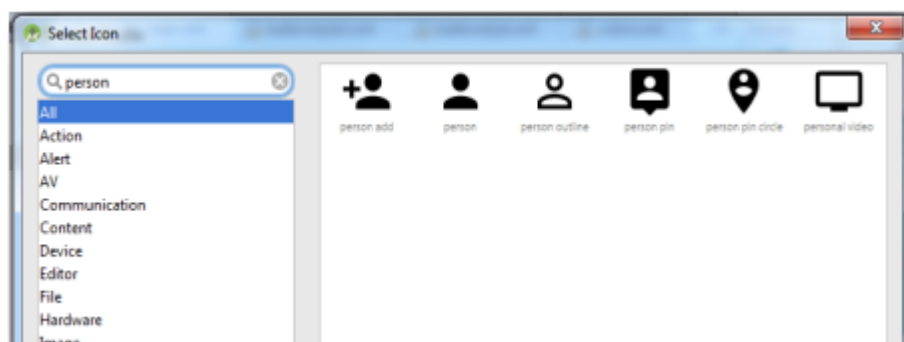 Select Icon
person
All
Action
Alert
AV
Communication
Content
Device
Editor
File
Hardware
Image
person add
person
person outline
person pin
person pin circle
personal video